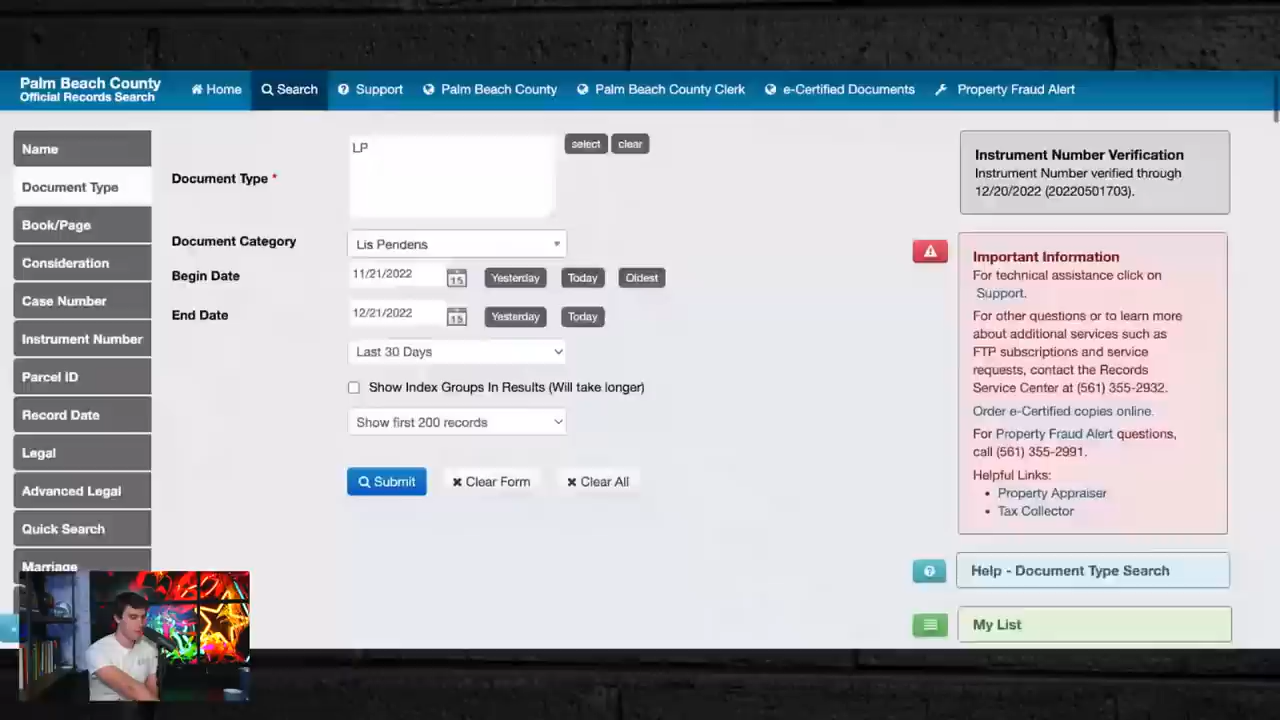 Palm Beach County
Official Records Search
Home
Search
Support
Palm Beach County
Palm Beach County Clerk
e-Certified Documents
Property Fraud Alert
Name
Document Type
Book/Page
Consideration
Case Number
Instrument Number
Parcel ID
Record Date
Legal
Advanced Legal
Quick Search
Marriage
Document Type *
LP
select
clear
Document Category
Lis Pendens
Begin Date
11/21/2022
15
Yesterday
Today
Oldest
End Date
12/21/2022
15
Yesterday
Today
Last 30 Days
Show Index Groups In Results (Will take longer)
Show first 200 records
Submit
Clear Form
Clear All
Instrument Number Verification
Instrument Number verified through
12/20/2022 (20220501703).
Important Information
For technical assistance click on
Support.
For other questions or to learn more
about additional services such as
FTP subscriptions and service
requests, contact the Records
Service Center at (561) 355-2932.
Order e-Certified copies online.
For Property Fraud Alert questions,
call (561) 355-2991.
Helpful Links:
• Property Appraiser
• Tax Collector
Help - Document Type Search
My List